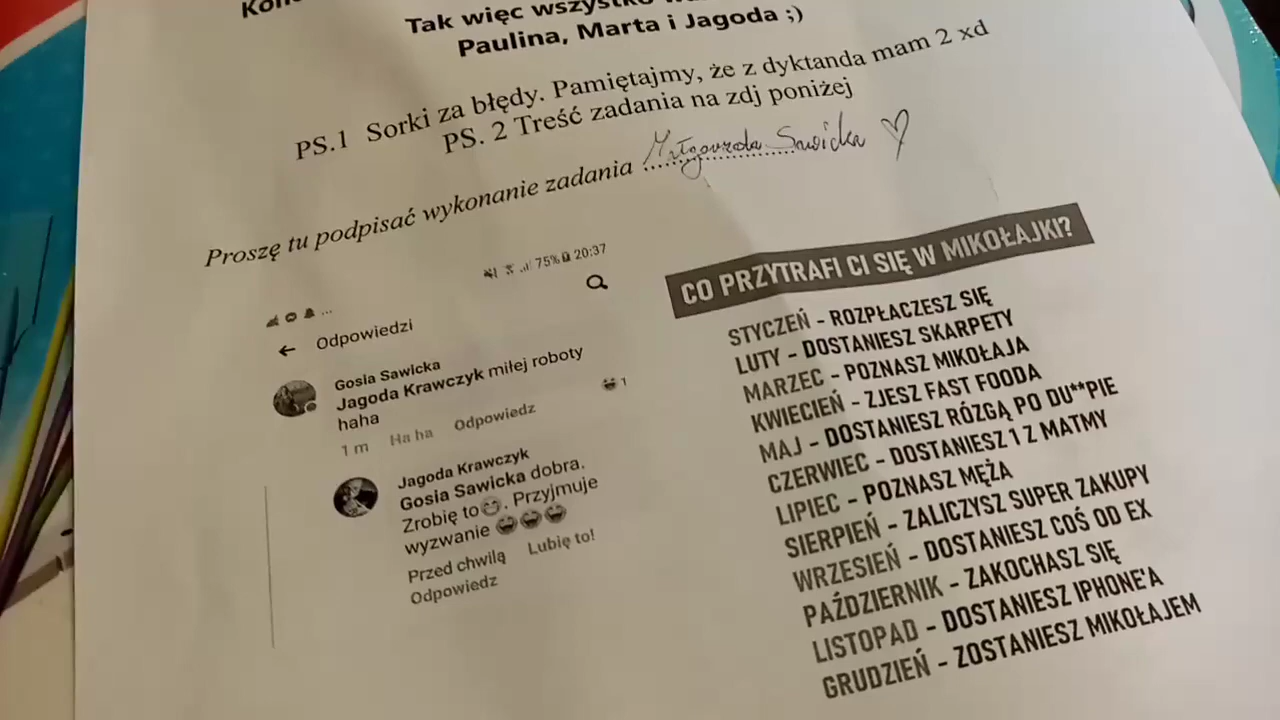 Tak więc wszystko
Paulina, Marta i Jagoda ;)
PS.1 Sorki za błędy. Pamiętajmy, że z dyktanda mam 2 xd
PS. 2 Treść zadania na zdj poniżej
Proszę tu podpisać wykonanie zadania Małgorzata Sawicka ♡
75% 20:37
← Odpowiedzi
Gosia Sawicka
Jagoda Krawczyk miłej roboty
haha
1
1 m Ha ha Odpowiedz
Jagoda Krawczyk
Gosia Sawicka dobra,
Zrobię to😄. Przyjmuje
wyzwanie 😄😄😄
Przed chwilą Lubię to!
Odpowiedz
CO PRZYTRAFI CI SIĘ W MIKOŁAJKI?
STYCZEŃ - ROZPŁACZESZ SIĘ
LUTY - DOSTANIESZ SKARPETY
MARZEC - POZNASZ MIKOŁAJA
KWIECIEŃ - ZJESZ FAST FOODA
MAJ - DOSTANIESZ RÓZGĄ PO DU**PIE
CZERWIEC - DOSTANIESZ 1 Z MATMY
LIPIEC - POZNASZ MĘŻA
SIERPIEŃ - ZALICZYSZ SUPER ZAKUPY
WRZESIEŃ - DOSTANIESZ COŚ OD EX
PAŹDZIERNIK - ZAKOCHASZ SIĘ
LISTOPAD - DOSTANIESZ IPHONE'A
GRUDZIEŃ - ZOSTANIESZ MIKOŁAJEM